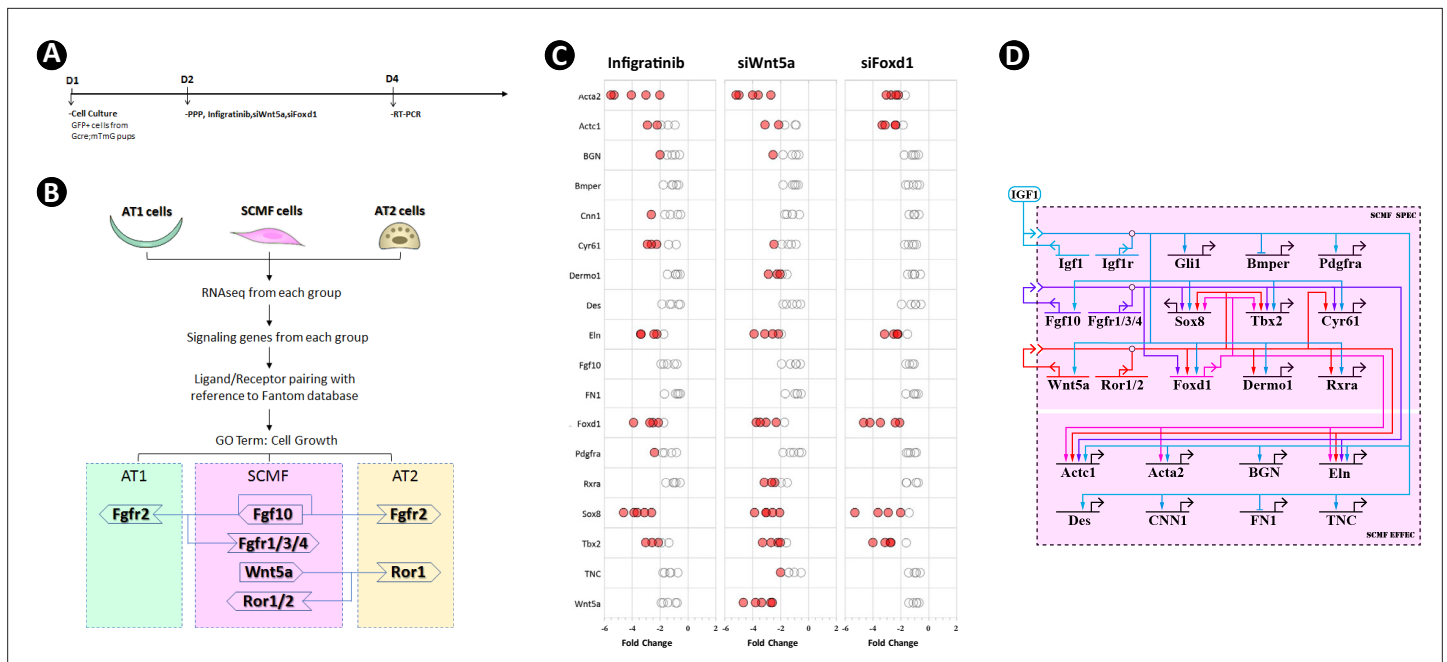 A
D1
D2
D4
-Cell Culture
GFP+ cells from
Gcre;mTmG pups
-PPP, Infigratinib,siWnt5a,siFoxd1
-RT-PCR
B
AT1 cells
SCMF cells
AT2 cells
RNAseq from each group
Signaling genes from each group
Ligand/Receptor pairing with
reference to Fantom database
GO Term: Cell Growth
AT1
SCMF
AT2
Fgfr2
Fgf10
Fgfr2
Fgfr1/3/4
Wnt5a
Ror1
Ror1/2
C
Infigratinib
siWnt5a
siFoxd1
Acta2
Actc1
BGN
Bmper
Cnn1
Cyr61
Dermo1
Des
Eln
Fgf10
FN1
Foxd1
Pdgfra
Rxra
Sox8
Tbx2
TNC
Wnt5a
-6 -4 -2 0 2
-6 -4 -2 0 2
-6 -4 -2 0 2
Fold Change
Fold Change
Fold Change
D
IGF1
SCMF SPEC
Igf1
Igf1r
Gli1
Bmper
Pdgfra
Fgf10
Fgfr1/3/4
Sox8
Tbx2
Cyr61
Wnt5a
Ror1/2
Foxd1
Dermo1
Rxra
Actc1
Acta2
BGN
Eln
Des
CNN1
FN1
TNC
SCMF EFFEC